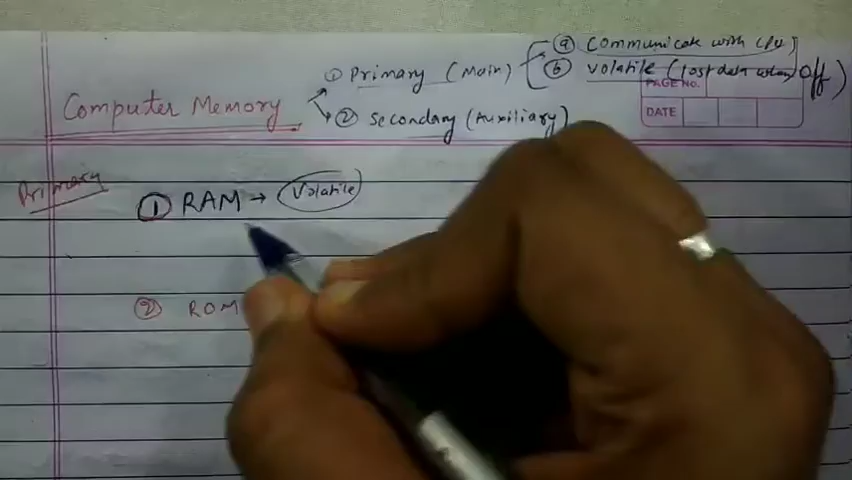 ⓐ Communicate with CPU
① Primary (Main)
ⓑ Volatile (lost data when off)
PAGE No.
Computer Memory
② Secondary (Auxiliary)
DATE
Primary
① RAM → Volatile
② ROM